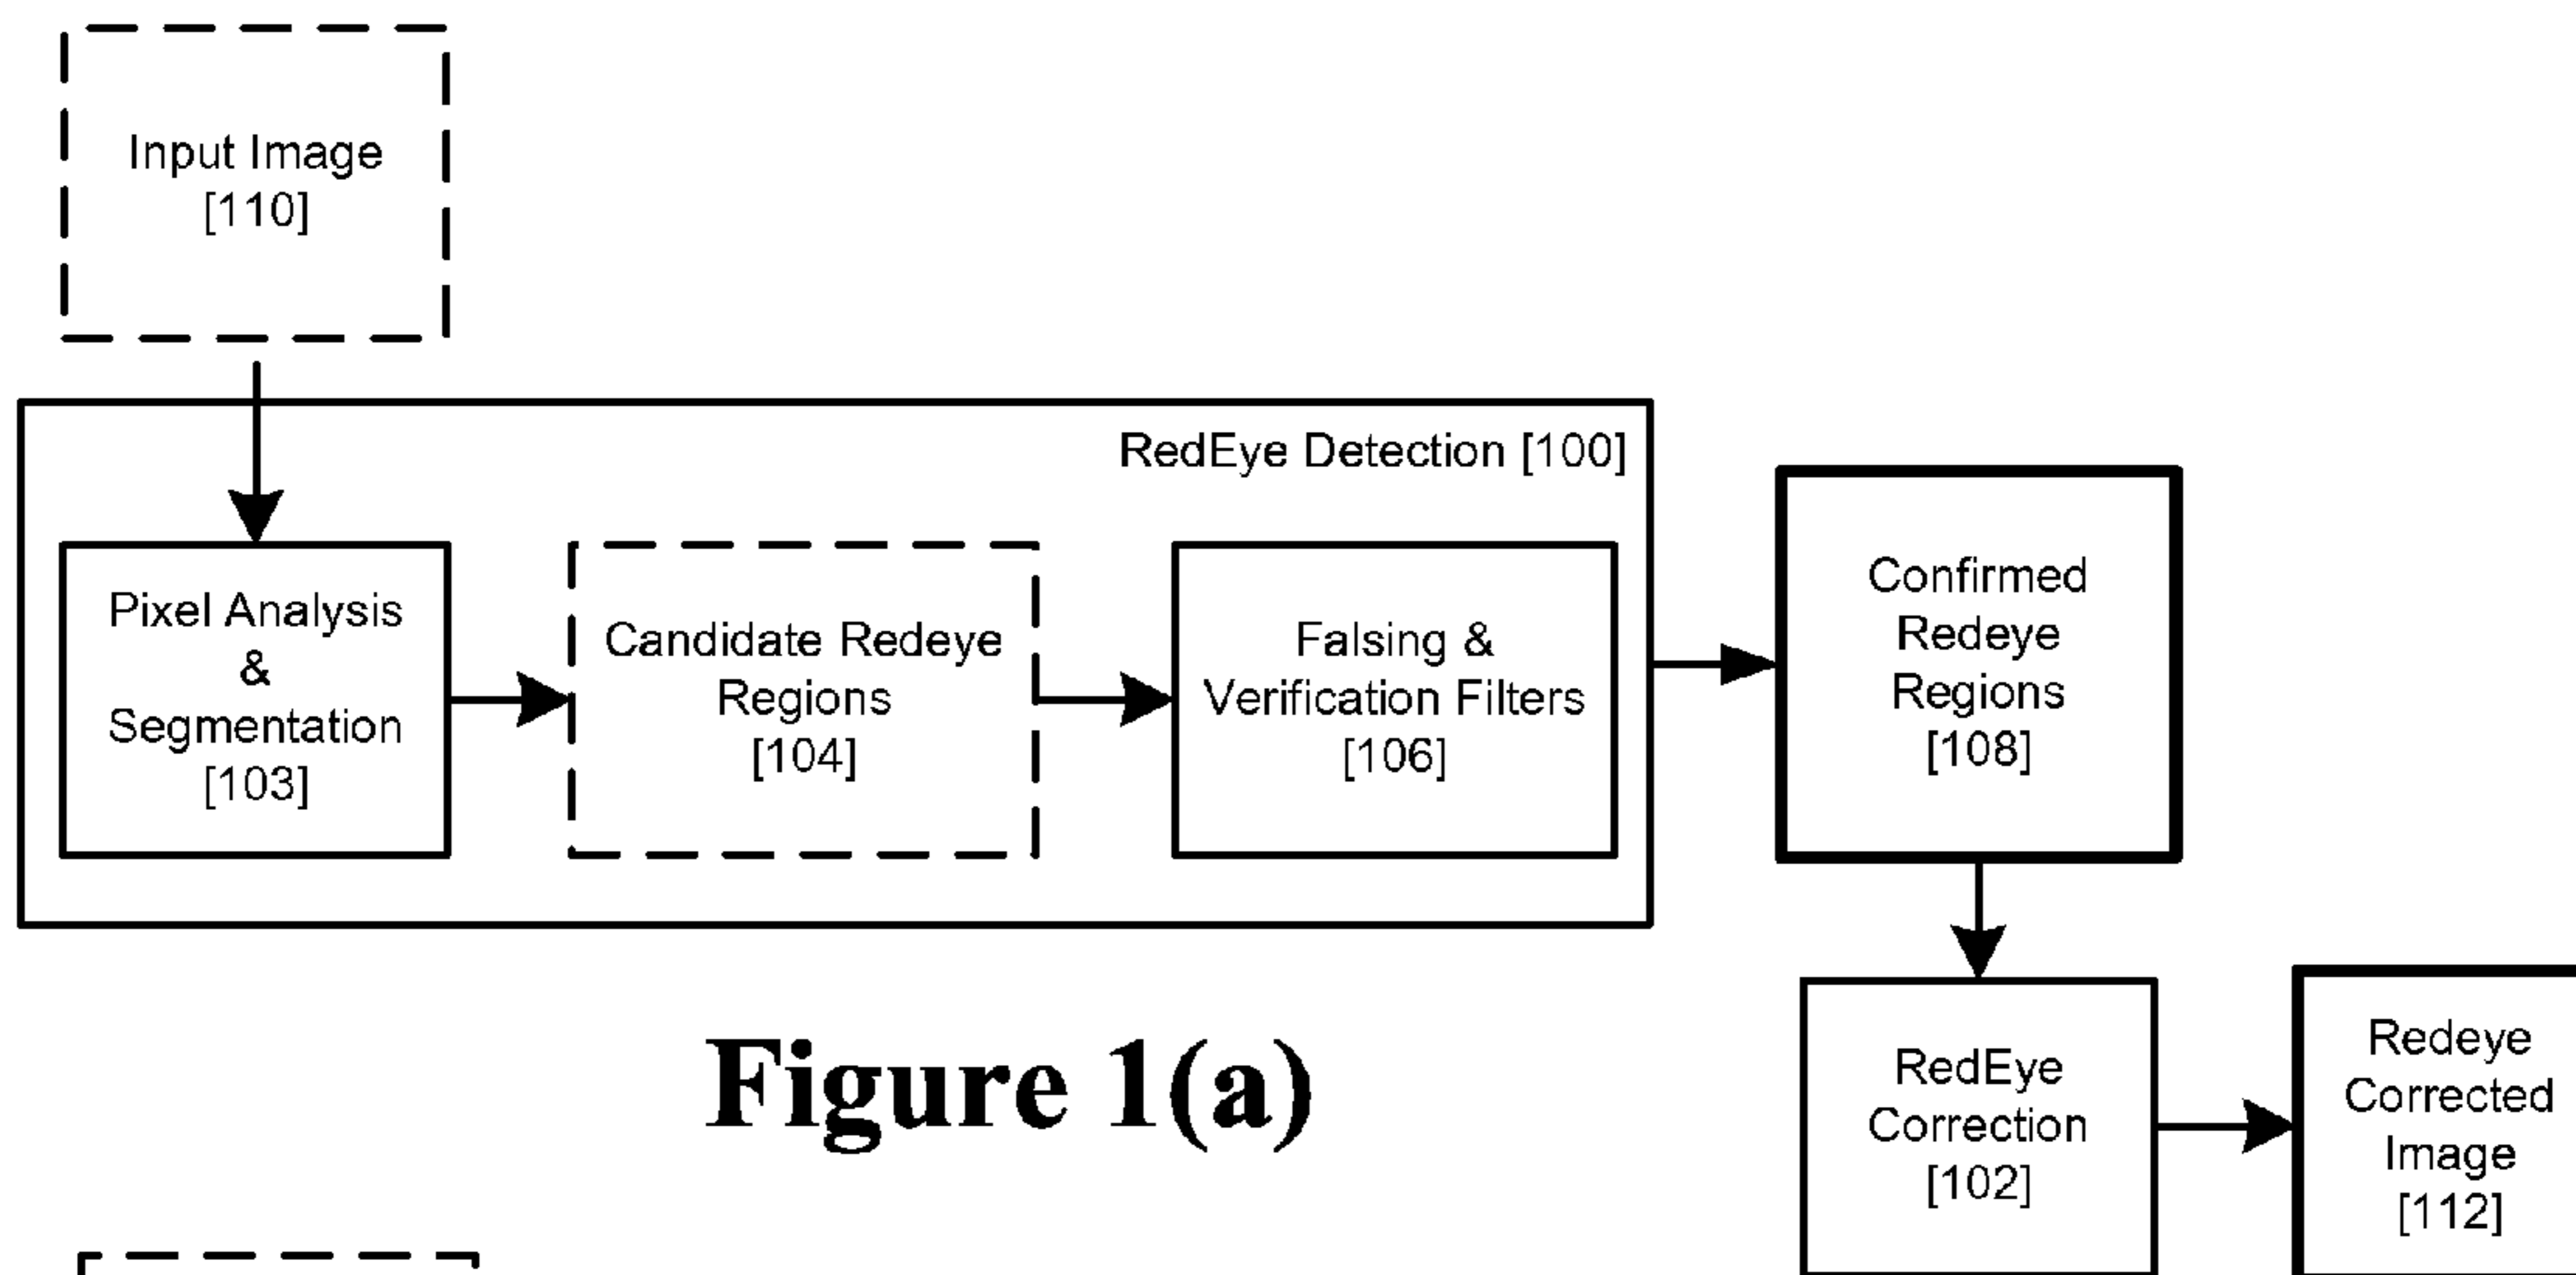 Input Image
[110]
RedEye Detection [100]
Pixel Analysis
&
Segmentation
[103]
Candidate Redeye
Regions
[104]
Falsing &
Verification Filters
[106]
Confirmed
Redeye
Regions
[108]
RedEye
Correction
[102]
Redeye
Corrected
Image
[112]
Figure 1(a)